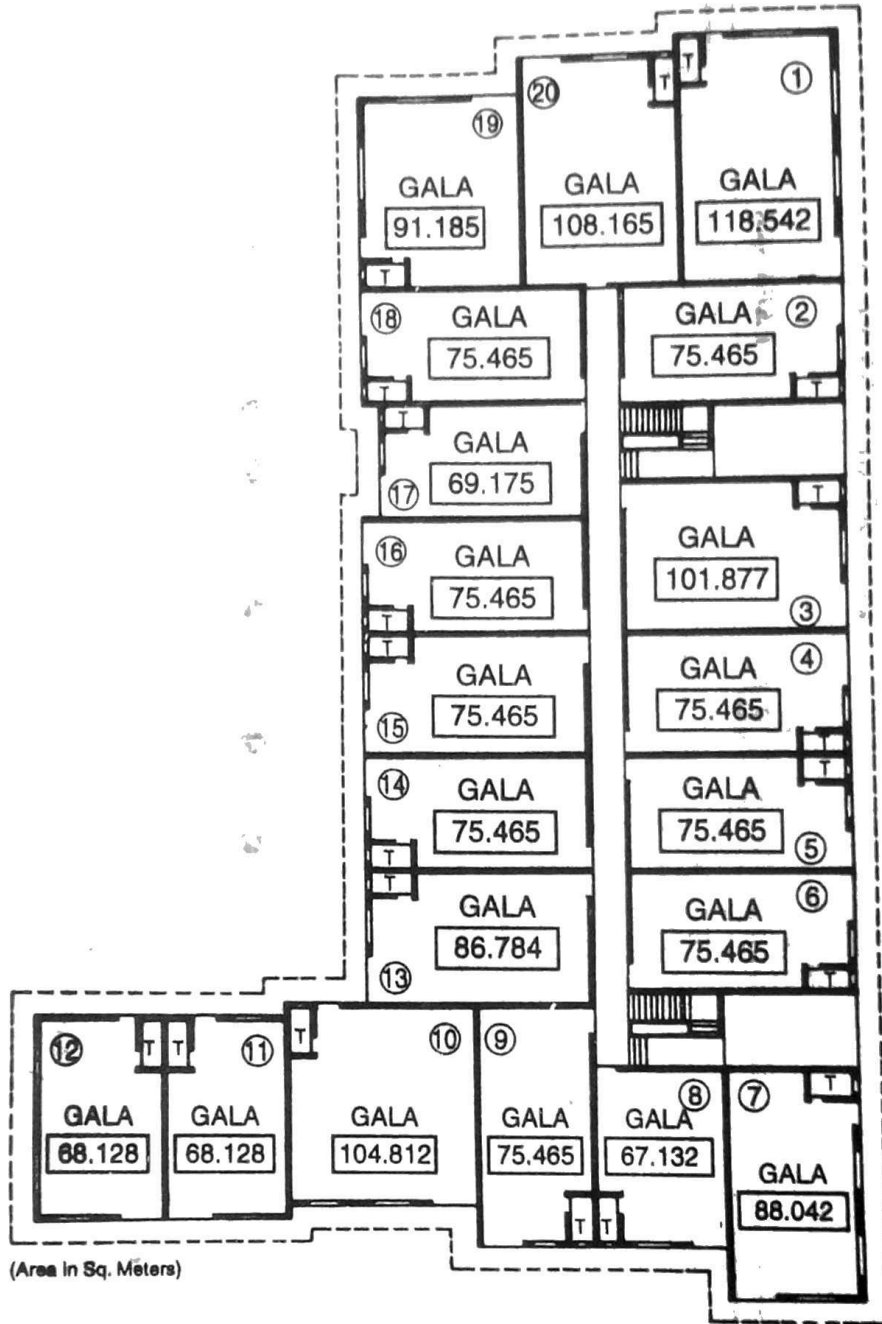 T
T
⑳
①
⑲
GALA
91.185
GALA
108.165
GALA
118.542
T
⑱
GALA
75.465
T
GALA
②
75.465
T
T
GALA
69.175
⑰
T
GALA
101.877
③
⑯
GALA
75.465
T
T
GALA
75.465
⑮
④
GALA
75.465
T
T
GALA
75.465
⑤
⑭
GALA
75.465
T
T
GALA
86.784
⑬
⑥
GALA
75.465
T
⑫
T
GALA
68.128
T
⑪
GALA
68.128
T
⑩
GALA
104.812
⑨
GALA
75.465
T
⑧
GALA
67.132
T
⑦
T
GALA
88.042
(Area in Sq. Meters)